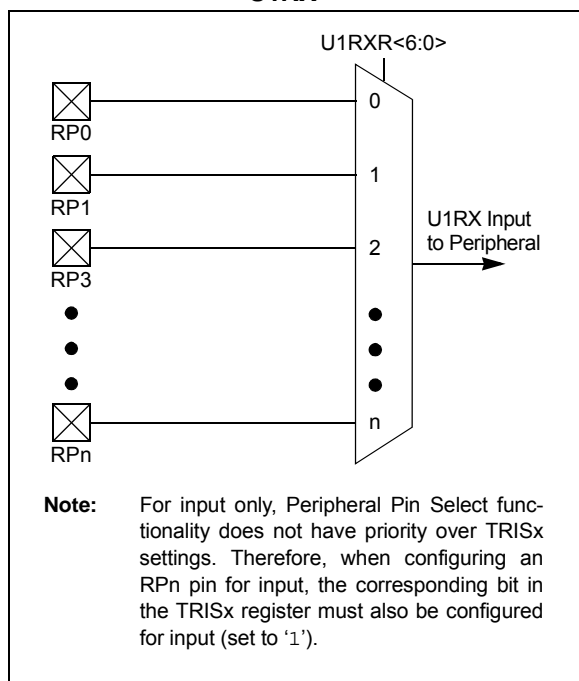 U1RX
U1RXR<6:0>
0
RP0
1
RP1
U1RX Input
to Peripheral
2
RP3
n
RPn
Note: For input only, Peripheral Pin Select func-
tionality does not have priority over TRISx
settings. Therefore, when configuring an
RPn pin for input, the corresponding bit in
the TRISx register must also be configured
for input (set to ‘1’).